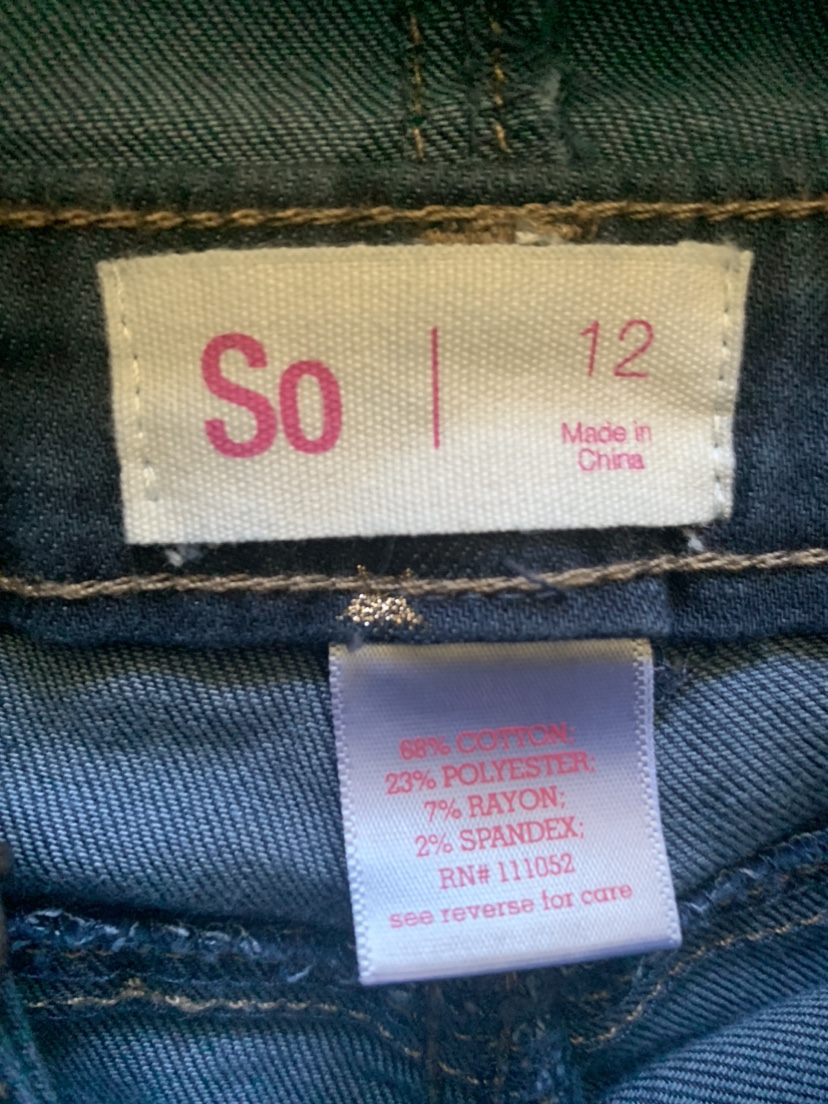 So | 12
Made in
China
68% COTTON;
23% POLYESTER;
7% RAYON;
2% SPANDEX;
RN# 111052
see reverse for care